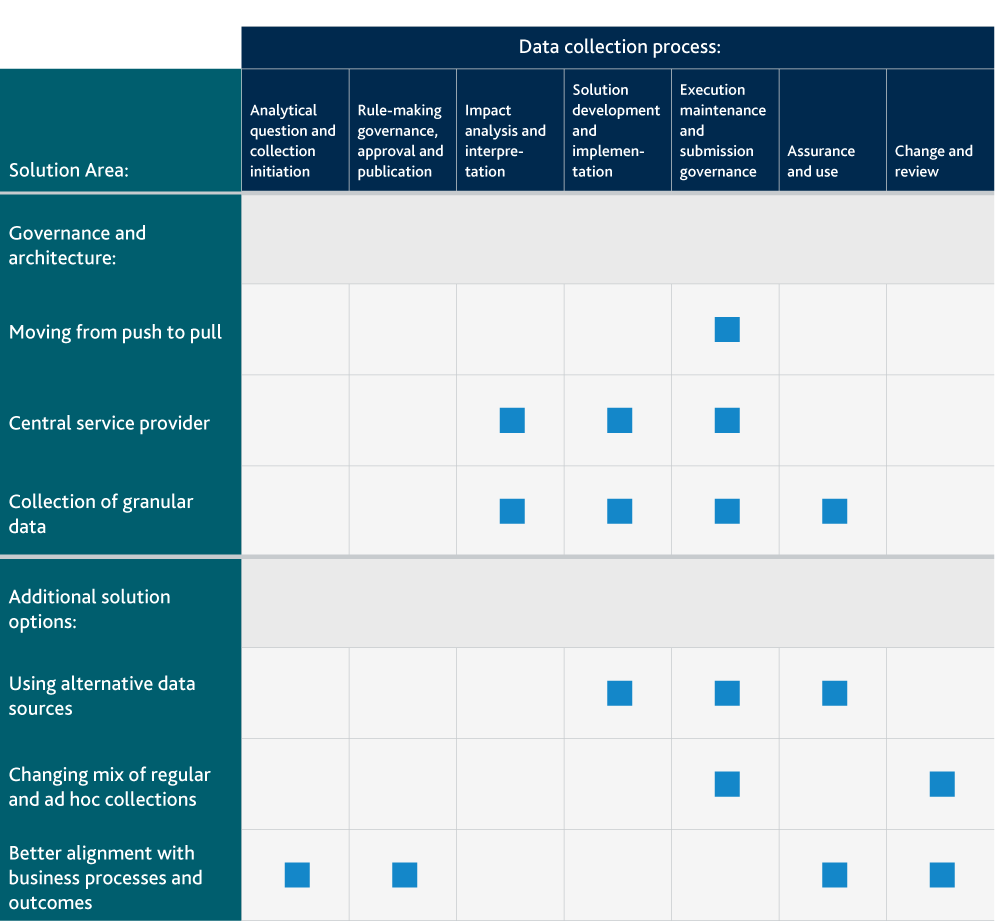 Data collection process:
Solution Area:
Analytical
question and
collection
initiation
Rule-making
governance,
approval and
publication
Impact
analysis and
interpre-
tation
Solution
development
and
implemen-
tation
Execution
maintenance
and
submission
governance
Assurance
and use
Change and
review
Governance and
architecture:
Moving from push to pull
Central service provider
Collection of granular
data
Additional solution
options:
Using alternative data
sources
Changing mix of regular
and ad hoc collections
Better alignment with
business processes and
outcomes